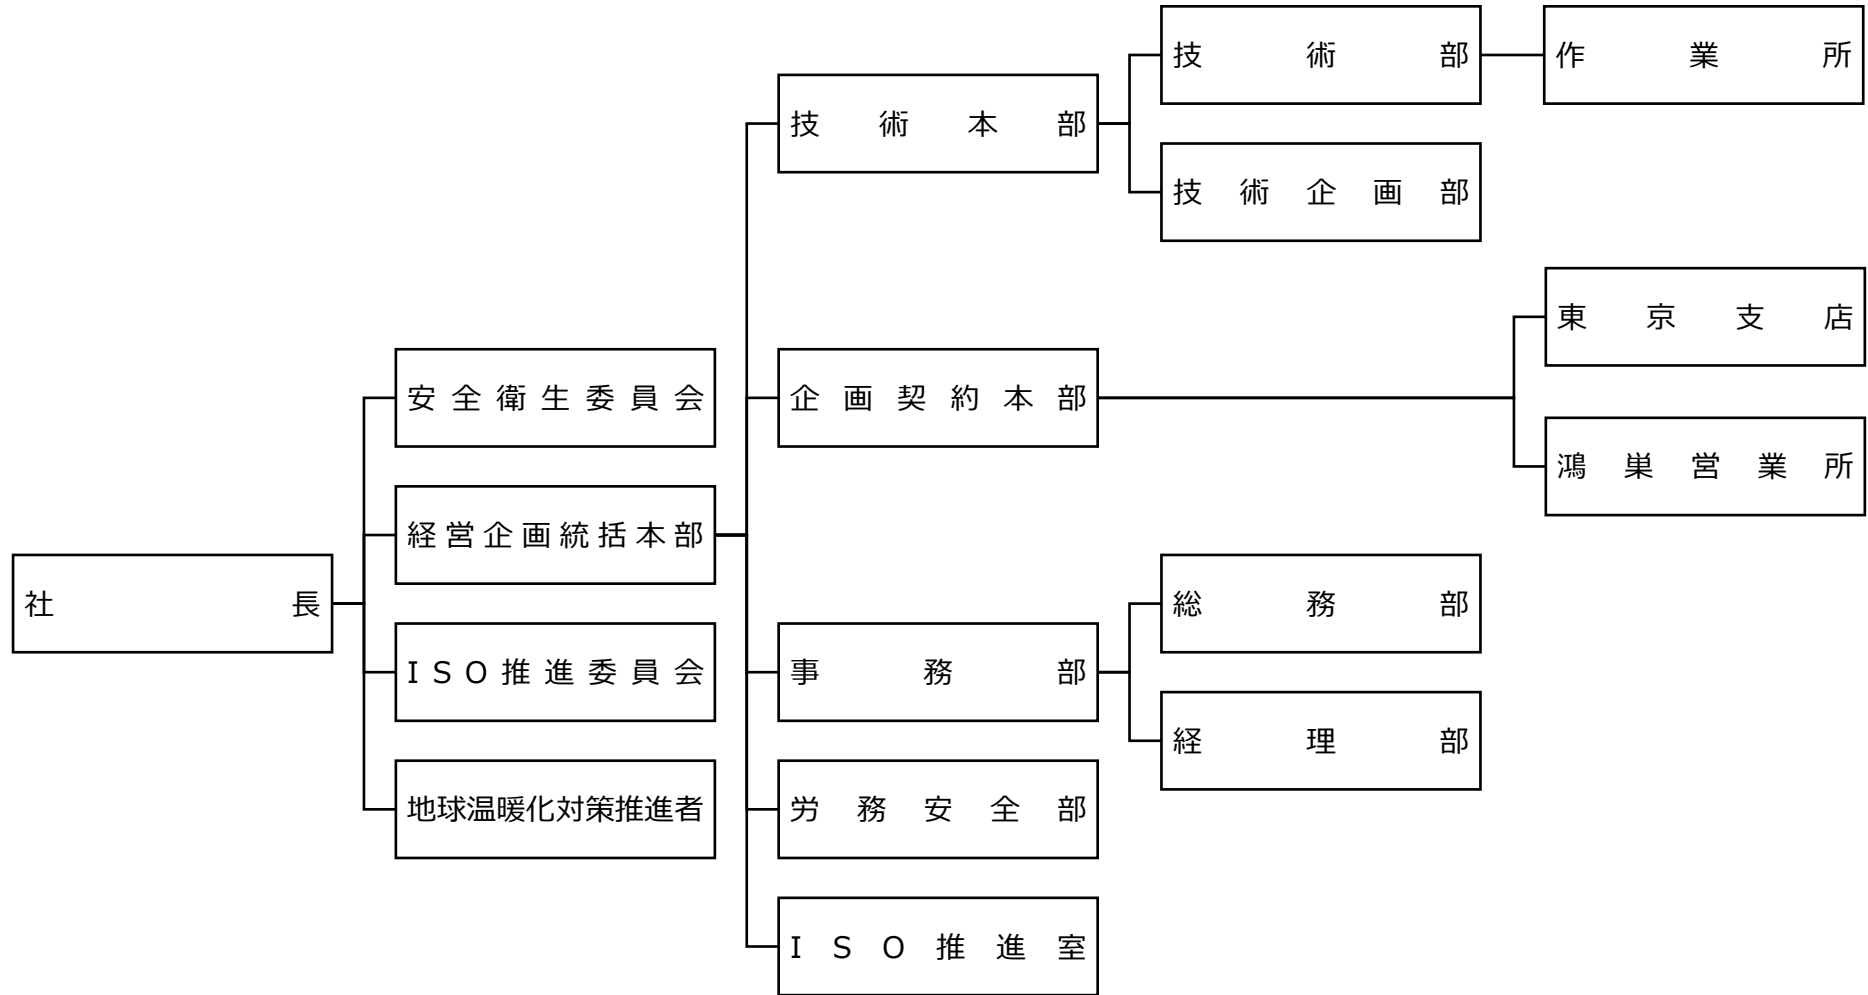 社長
安全衛生委員会
経営企画統括本部
ISO推進委員会
地球温暖化対策推進者
技術本部
企画契約本部
事務部
労務安全部
ISO推進室
技術部
技術企画部
総務部
経理部
作業所
東京支店
鴻巣営業所